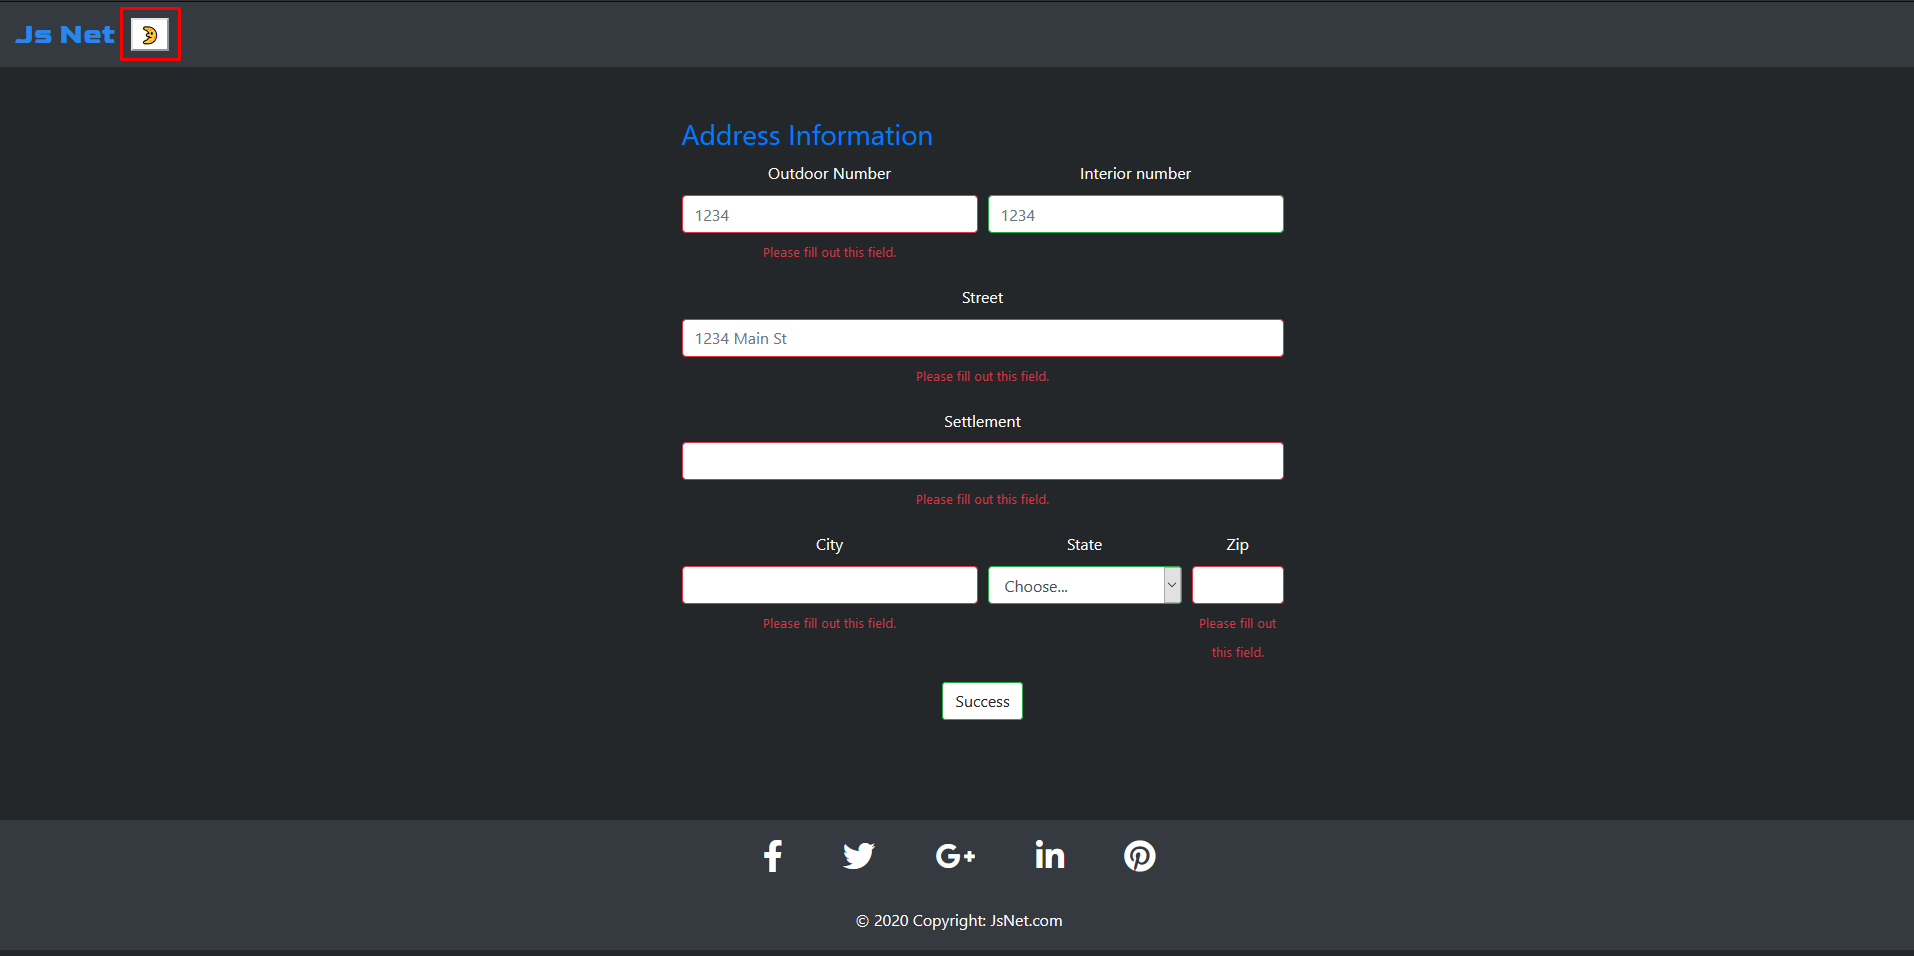 Js Net
Address Information
Outdoor Number Interior number
1234 1234
Please fill out this field.
Street
1234 Main St
Please fill out this field.
Settlement
Please fill out this field.
City State Zip
Choose...
Please fill out this field. Please fill out
this field.
Success
© 2020 Copyright: JsNet.com